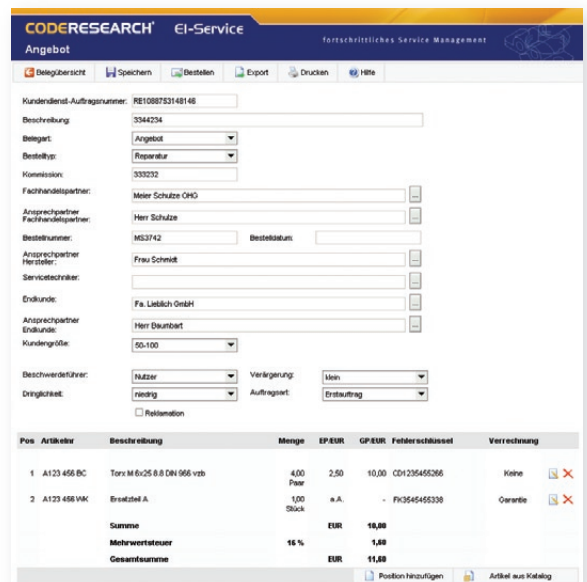 CODERESEARCH EI-Service
Angebot
fortschrittliches Service Management
Belegübersicht Speichern Bestellen Export Drucken Hilfe
Kundendienst-Auftragsnummer: RE1088753148146
Beschreibung: 3344234
Belegart: Angebot
Bestelltyp: Reparatur
Kommission: 333232
Fachhandelspartner: Meier Schulze OHG ...
Ansprechpartner
Fachhandelspartner: Herr Schulze ...
Bestellnummer: MS3742 Bestelldatum:
Ansprechpartner
Hersteller: Frau Schmidt ...
Servicetechniker: ...
Endkunde: Fa. Lieblich GmbH ...
Ansprechpartner
Endkunde: Herr Baumbart ...
Kundengröße: 50-100
Beschwerdeführer: Nutzer Verärgerung: klein
Dringlichkeit: niedrig Auftragsart: Erstauftrag
Reklamation
Pos Artikelnr Beschreibung Menge EP/EUR GP/EUR Fehlerschlüssel Verrechnung
1 A123 456 BC Torx M 6x25 8.8 DIN 966 vzb 4,00 2,50 10,00 CD1235455266 Keine
Paar
2 A123 456 WK Ersatzteil A 1,00 a.A. - FK3545455338 Garantie
Stück
Summe EUR 10,00
Mehrwertsteuer 16 % 1,60
Gesamtsumme EUR 11,60
Position hinzufügen Artikel aus Katalog